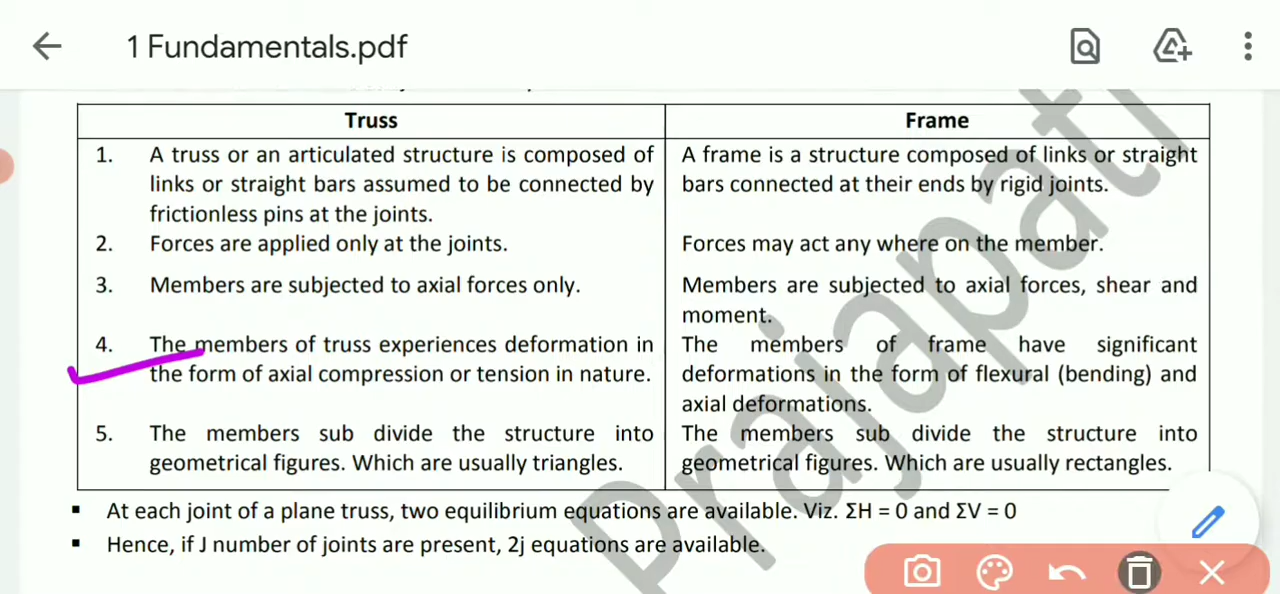 1 Fundamentals.pdf
Truss Frame
1. A truss or an articulated structure is composed of A frame is a structure composed of links or straight
links or straight bars assumed to be connected by bars connected at their ends by rigid joints.
frictionless pins at the joints.
2. Forces are applied only at the joints. Forces may act any where on the member.
3. Members are subjected to axial forces only. Members are subjected to axial forces, shear and
moment.
4. The members of truss experiences deformation in The members of frame have significant
the form of axial compression or tension in nature. deformations in the form of flexural (bending) and
axial deformations.
5. The members sub divide the structure into The members sub divide the structure into
geometrical figures. Which are usually triangles. geometrical figures. Which are usually rectangles.
▪ At each joint of a plane truss, two equilibrium equations are available. Viz. ΣH = 0 and ΣV = 0
▪ Hence, if J number of joints are present, 2j equations are available.
Prajapati